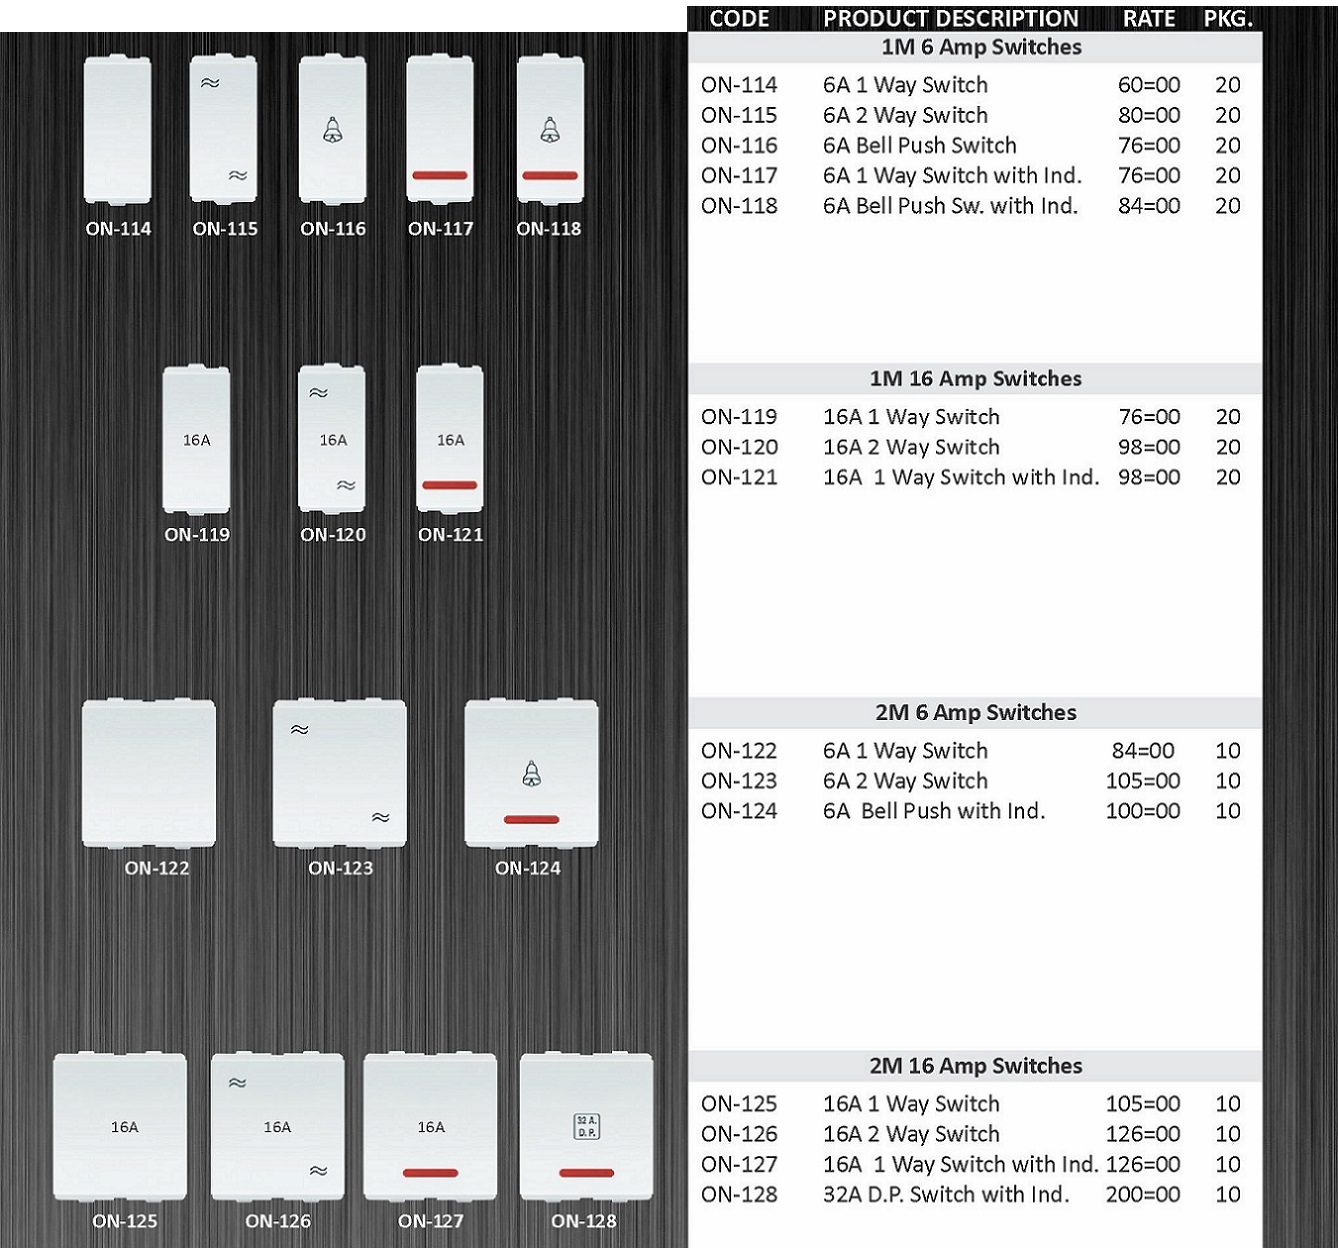 CODE PRODUCT DESCRIPTION RATE PKG.
1M 6 Amp Switches
ON-114 6A 1 Way Switch 60=00 20
ON-115 6A 2 Way Switch 80=00 20
ON-116 6A Bell Push Switch 76=00 20
ON-117 6A 1 Way Switch with Ind. 76=00 20
ON-118 6A Bell Push Sw. with Ind. 84=00 20
ON-114 ON-115 ON-116 ON-117 ON-118
1M 16 Amp Switches
ON-119 16A 1 Way Switch 76=00 20
ON-120 16A 2 Way Switch 98=00 20
ON-121 16A 1 Way Switch with Ind. 98=00 20
16A 16A 16A
ON-119 ON-120 ON-121
2M 6 Amp Switches
ON-122 6A 1 Way Switch 84=00 10
ON-123 6A 2 Way Switch 105=00 10
ON-124 6A Bell Push with Ind. 100=00 10
ON-122 ON-123 ON-124
2M 16 Amp Switches
ON-125 16A 1 Way Switch 105=00 10
ON-126 16A 2 Way Switch 126=00 10
ON-127 16A 1 Way Switch with Ind. 126=00 10
ON-128 32A D.P. Switch with Ind. 200=00 10
16A 16A 16A 32 A.
D. P.
ON-125 ON-126 ON-127 ON-128